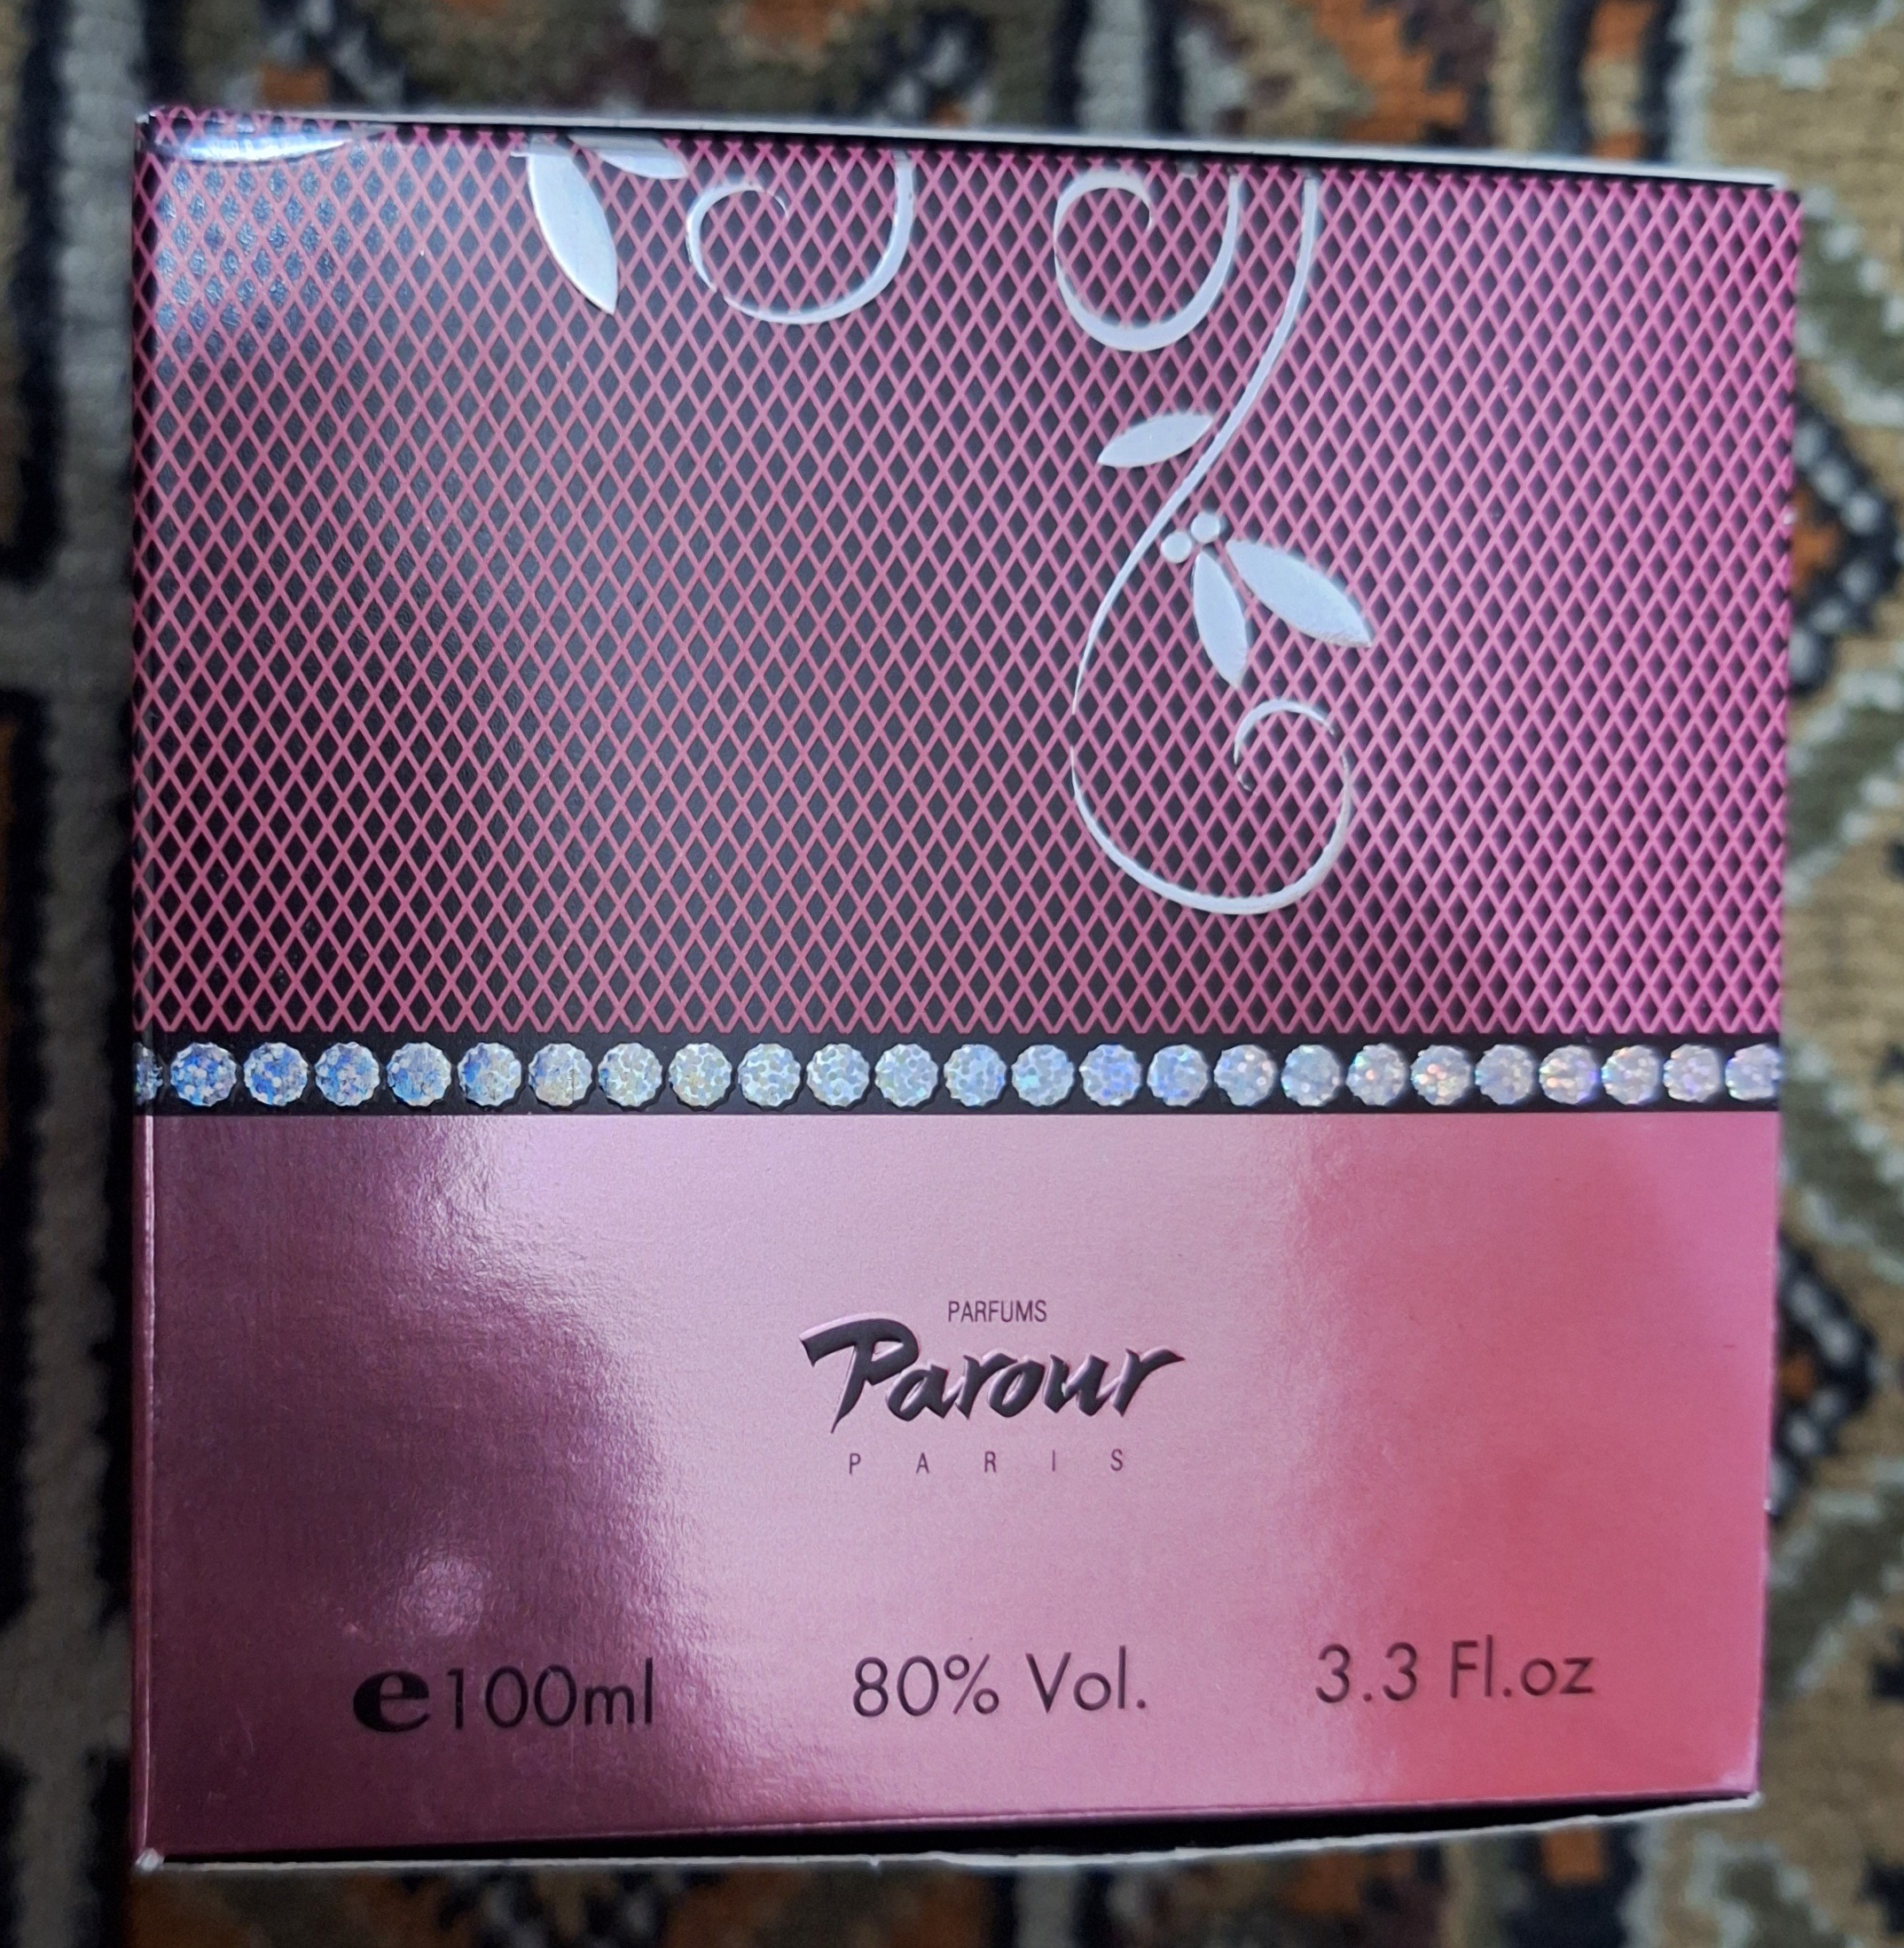 PARFUMS
Parour
PARIS
e100ml 80% Vol. 3.3 Fl.oz